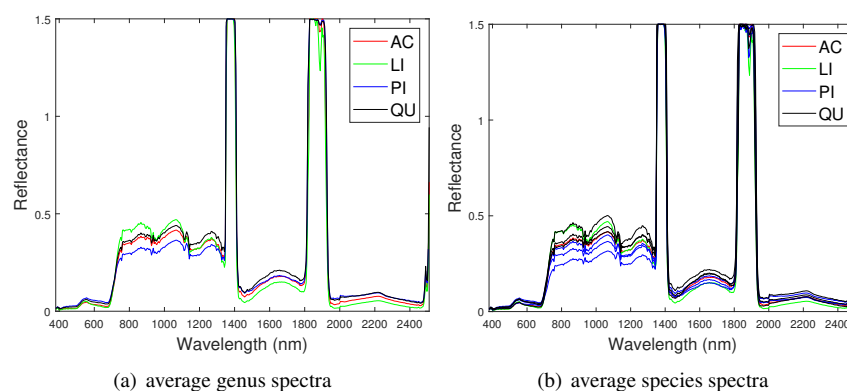 1.5
1
0.5
0
Reflectance
400 600 800 1000 1200 1400 1600 1800 2000 2200 2400
Wavelength (nm)
AC
LI
PI
QU
(a) average genus spectra
1.5
1
0.5
0
Reflectance
400 600 800 1000 1200 1400 1600 1800 2000 2200 2400
Wavelength (nm)
AC
LI
PI
QU
(b) average species spectra